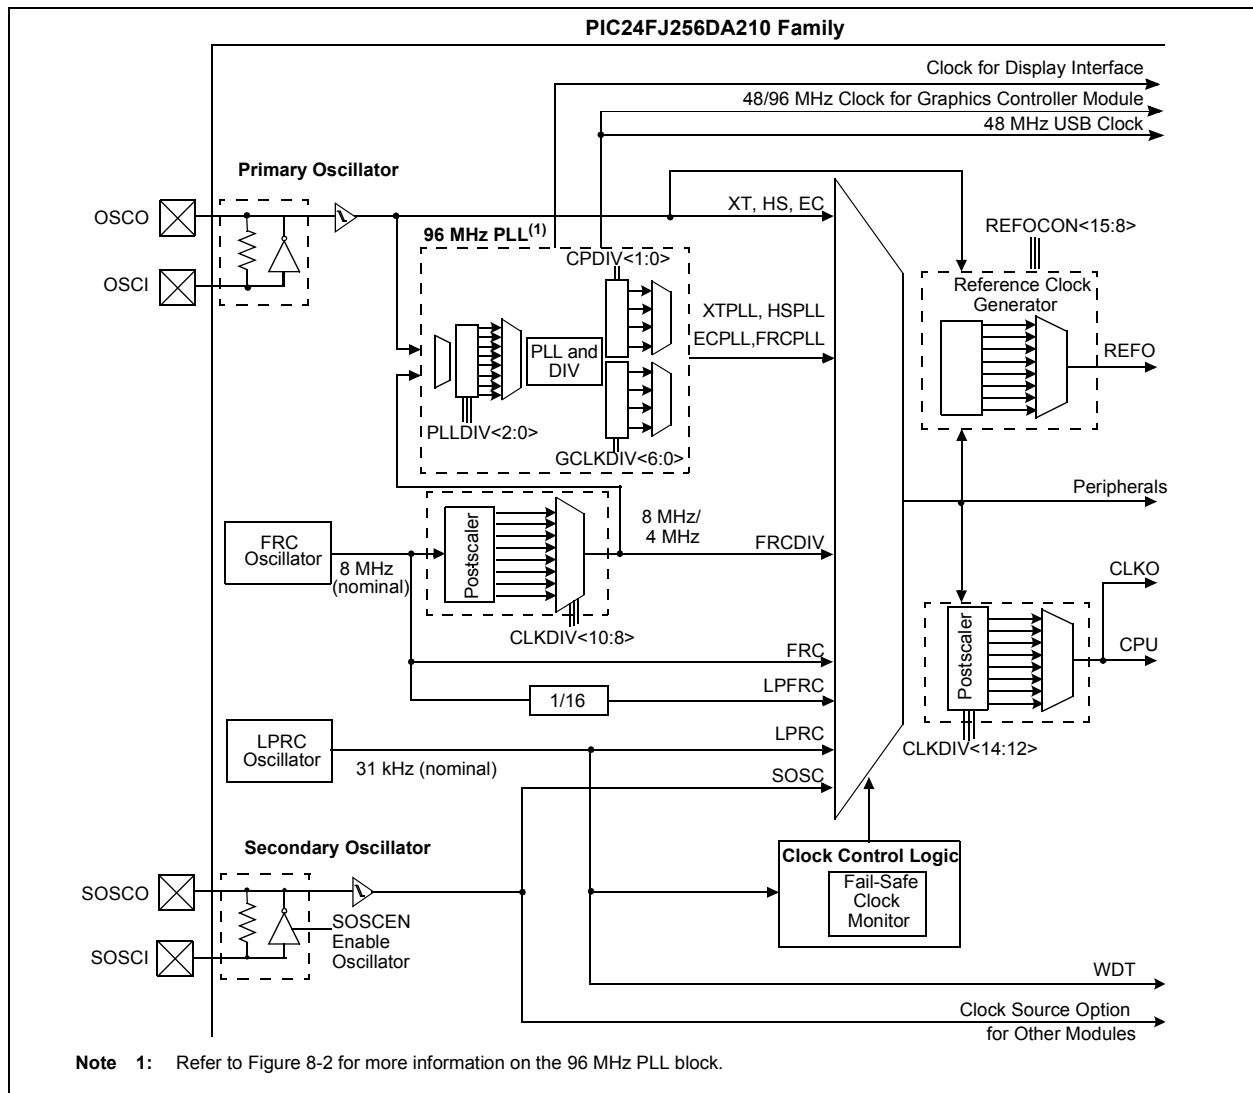 PIC24FJ256DA210 Family
Clock for Display Interface
48/96 MHz Clock for Graphics Controller Module
48 MHz USB Clock
Primary Oscillator
OSCO
OSCI
XT, HS, EC
REFOCON<15:8>
96 MHz PLL(1)
CPDIV<1:0>
Reference Clock
Generator
XTPLL, HSPLL
ECPLL,FRCPLL
PLL and
DIV
REFO
PLLDIV<2:0>
GCLKDIV<6:0>
Peripherals
FRC
Oscillator
8 MHz
(nominal)
Postscaler
8 MHz/
4 MHz
FRCDIV
CLKDIV<10:8>
CLKO
Postscaler
CPU
FRC
LPFRC
1/16
CLKDIV<14:12>
LPRC
Oscillator
LPRC
31 kHz (nominal)
SOSC
Secondary Oscillator
Clock Control Logic
Fail-Safe
Clock
Monitor
SOSCO
SOSCI
SOSCEN
Enable
Oscillator
WDT
Clock Source Option
for Other Modules
Note 1: Refer to Figure 8-2 for more information on the 96 MHz PLL block.